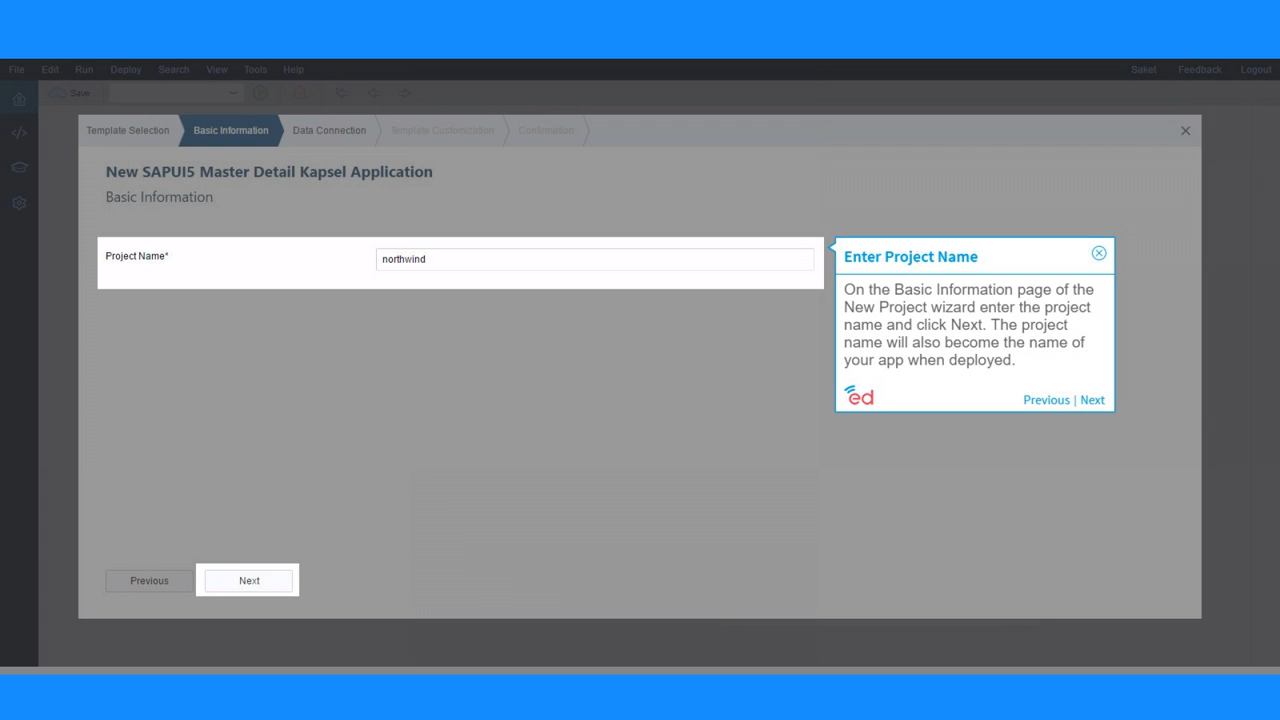 File Edit Run Deploy Search View Tools Help Saket Feedback Logout
Save
Template Selection Basic Information Data Connection Template Customization Confirmation
New SAPUI5 Master Detail Kapsel Application
Basic Information
Project Name*
northwind
Enter Project Name
On the Basic Information page of the
New Project wizard enter the project
name and click Next. The project
name will also become the name of
your app when deployed.
ed
Previous | Next
Previous Next